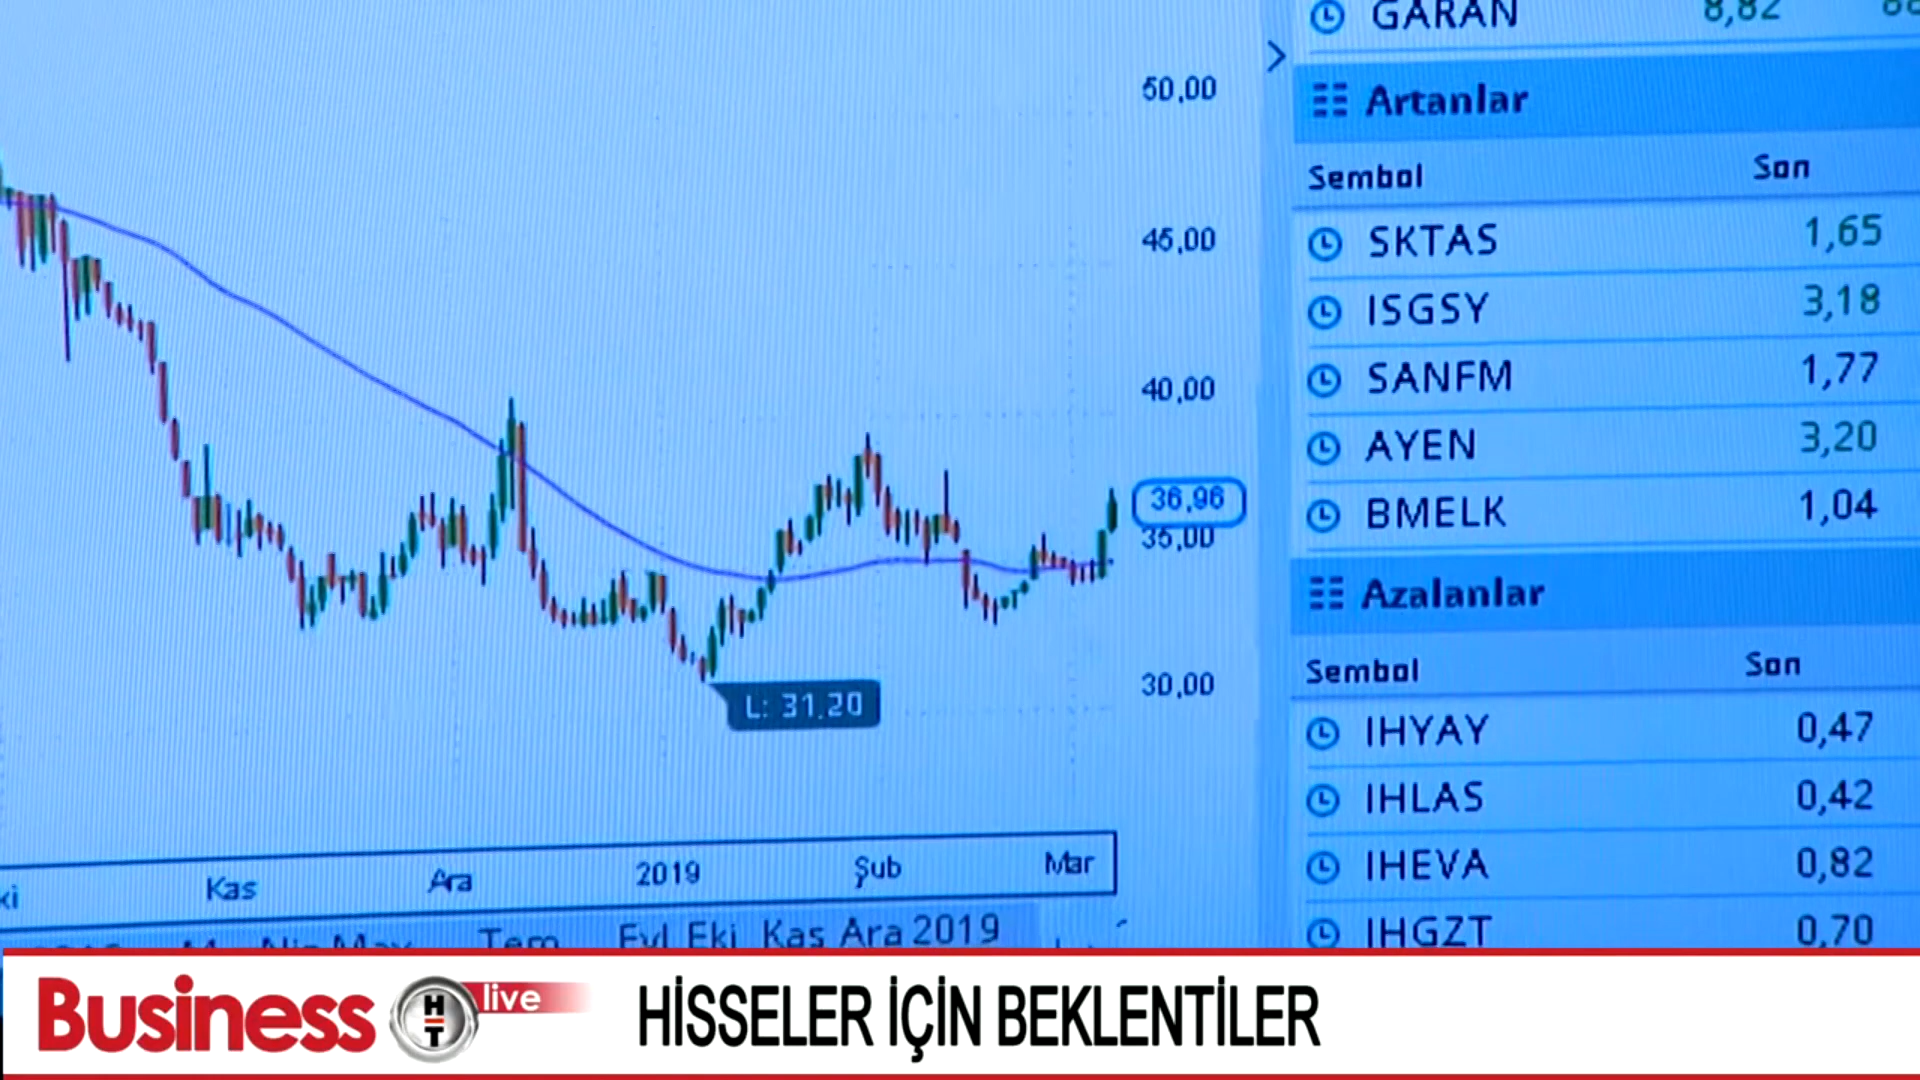 GARAN 8,82
50,00
Artanlar
Sembol Son
45,00
SKTAS 1,65
ISGSY 3,18
40,00
SANFM 1,77
AYEN 3,20
36,96
BMELK 1,04
35,00
Azalanlar
30,00
Sembol Son
L: 31.20
IHYAY 0,47
IHLAS 0,42
Kas Ara 2019 Şub Mar
IHEVA 0,82
Tem Eyl Eki Kas Ara 2019
IHGZT 0,70
Business HT live
HİSSELER İÇİN BEKLENTİLER